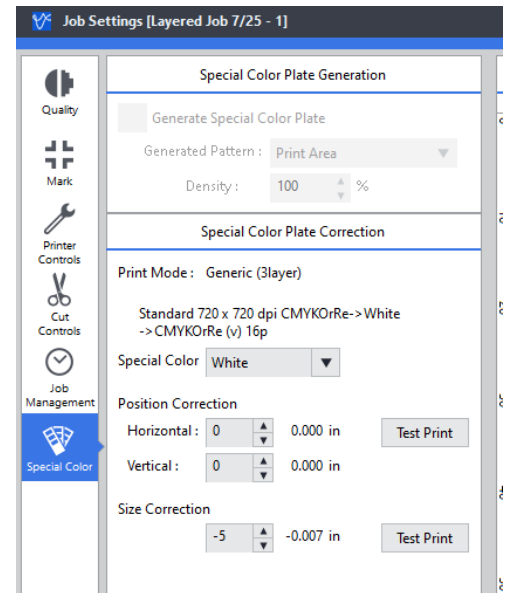 Job Settings [Layered Job 7/25 - 1]
Quality
Mark
Printer
Controls
Cut
Controls
Job
Management
Special Color
Special Color Plate Generation
Generate Special Color Plate
Generated Pattern : Print Area
Density : 100 %
Special Color Plate Correction
Print Mode : Generic (3layer)
Standard 720 x 720 dpi CMYKOrRe->White
->CMYKOrRe (v) 16p
Special Color White
Position Correction
Horizontal : 0 0.000 in Test Print
Vertical : 0 0.000 in
Size Correction
-5 -0.007 in Test Print